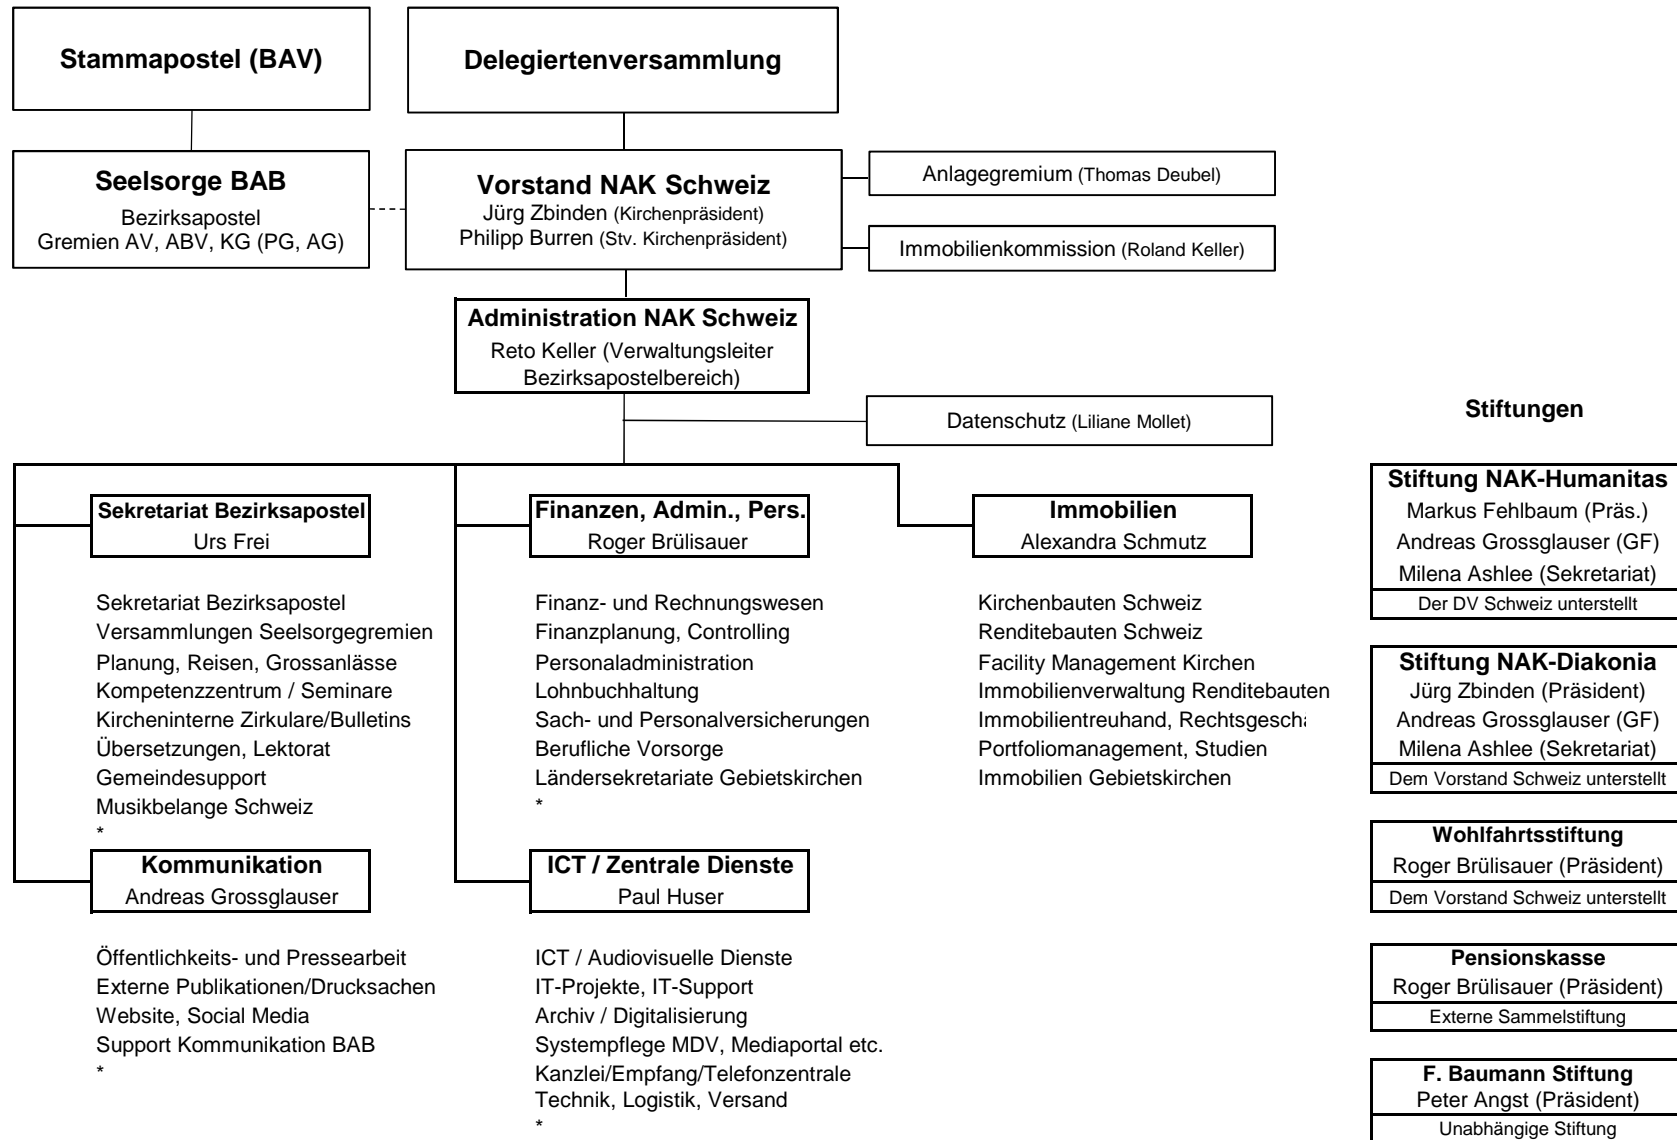 Stammapostel (BAV)
Delegiertenversammlung
Seelsorge BAB
Bezirksapostel
Gremien AV, ABV, KG (PG, AG)
Vorstand NAK Schweiz
Jürg Zbinden (Kirchenpräsident)
Philipp Burren (Stv. Kirchenpräsident)
Anlagegremium (Thomas Deubel)
Immobilienkommission (Roland Keller)
Administration NAK Schweiz
Reto Keller (Verwaltungsleiter
Bezirksapostelbereich)
Datenschutz (Liliane Mollet)
Sekretariat Bezirksapostel
Urs Frei
Sekretariat Bezirksapostel
Versammlungen Seelsorgegremien
Planung, Reisen, Grossanlässe
Kompetenzzentrum / Seminare
Kircheninterne Zirkulare/Bulletins
Übersetzungen, Lektorat
Gemeindesupport
Musikbelange Schweiz
*
Kommunikation
Andreas Grossglauser
Öffentlichkeits- und Pressearbeit
Externe Publikationen/Drucksachen
Website, Social Media
Support Kommunikation BAB
*
Finanzen, Admin., Pers.
Roger Brülisauer
Finanz- und Rechnungswesen
Finanzplanung, Controlling
Personaladministration
Lohnbuchhaltung
Sach- und Personalversicherungen
Berufliche Vorsorge
Ländersekretariate Gebietskirchen
*
ICT / Zentrale Dienste
Paul Huser
ICT / Audiovisuelle Dienste
IT-Projekte, IT-Support
Archiv / Digitalisierung
Systempflege MDV, Mediaportal etc.
Kanzlei/Empfang/Telefonzentrale
Technik, Logistik, Versand
*
Immobilien
Alexandra Schmutz
Kirchenbauten Schweiz
Renditebauten Schweiz
Facility Management Kirchen
Immobilienverwaltung Renditebauten
Immobilientreuhand,
Portfoliomanagement, Studien
Immobilien Gebietskirchen
Stiftungen
Stiftung NAK-Humanitas
Markus Fehlbaum (Präs.)
Andreas Grossglauser (GF)
Milena Ashlee (Sekretariat)
Der DV Schweiz unterstellt
Stiftung NAK-Diakonia
Jürg Zbinden (Präsident)
Andreas Grossglauser (GF)
Milena Ashlee (Sekretariat)
Dem Vorstand Schweiz unterstellt
Wohlfahrtsstiftung
Roger Brülisauer (Präsident)
Dem Vorstand Schweiz unterstellt
Pensionskasse
Roger Brülisauer (Präsident)
Externe Sammelstiftung
F. Baumann Stiftung
Peter Angst (Präsident)
Unabhängige Stiftung